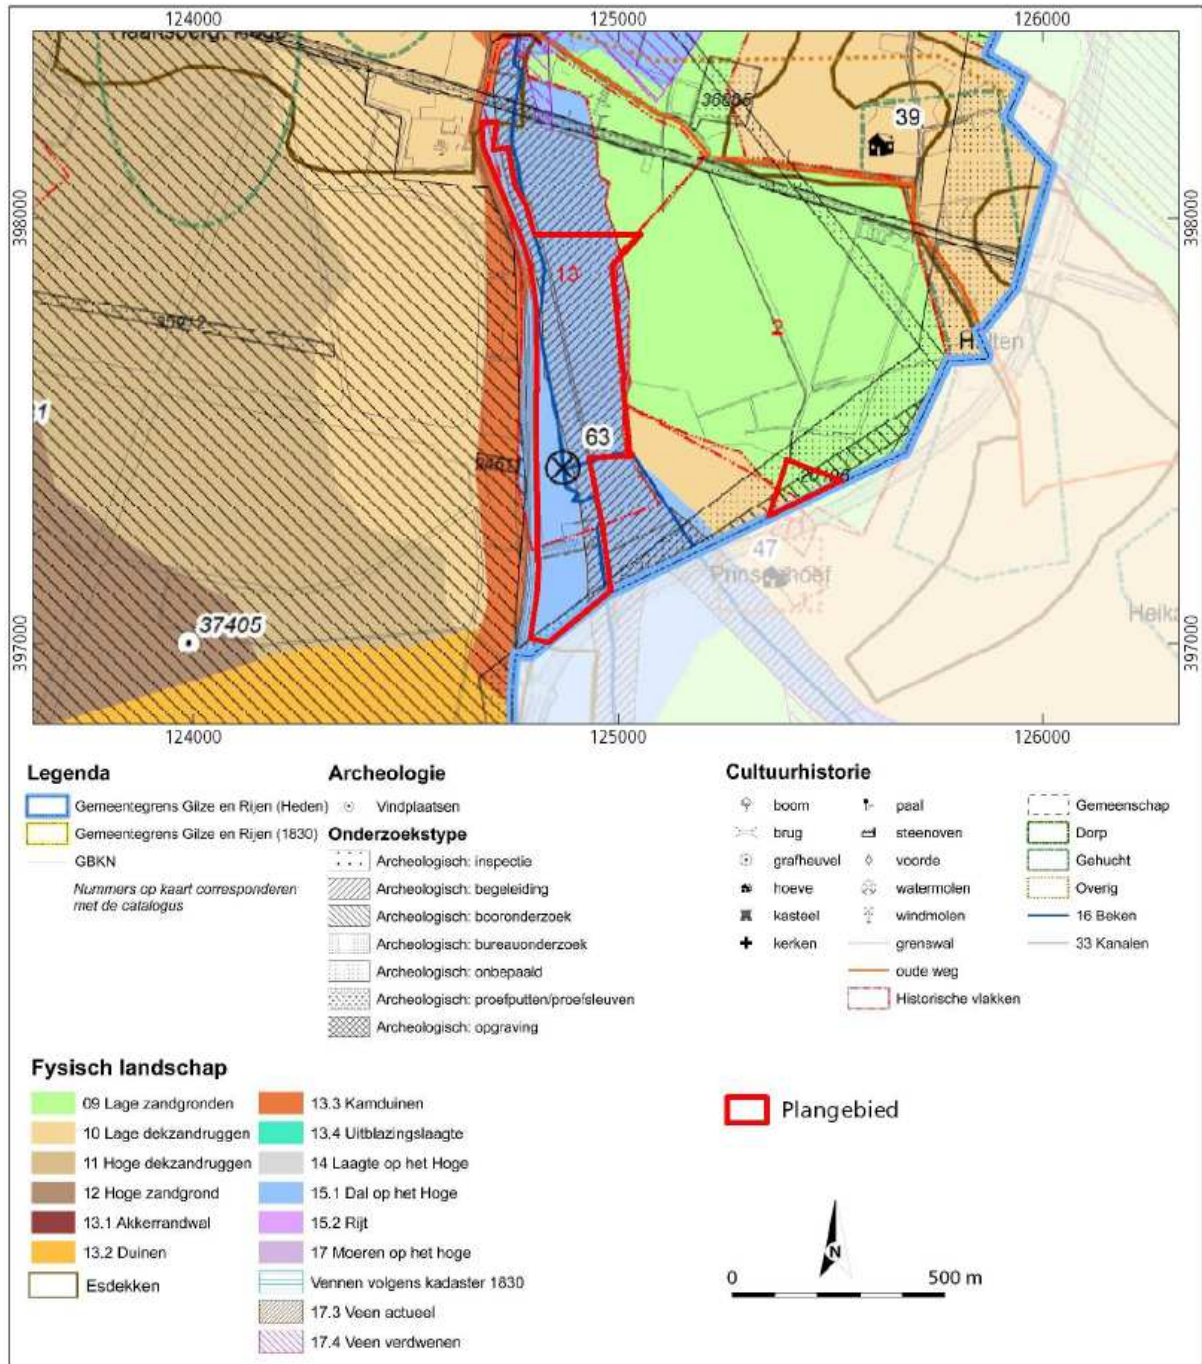 124000 125000 126000
39
398000 398000
13
63
47
37405
397000 397000
124000 125000 126000
Legenda
Gemeentegrens Gilze en Rijen (Heden)
Gemeentegrens Gilze en Rijen (1830)
GBKN
Nummers op kaart corresponderen
met de catalogus
Archeologie
Vindplaatsen
Onderzoekstype
Archeologisch: inspectie
Archeologisch: begeleiding
Archeologisch: booronderzoek
Archeologisch: bureauonderzoek
Archeologisch: onbepaald
Archeologisch: proefputten/proefsleuven
Archeologisch: opgraving
Cultuurhistorie
boom
brug
grafheuvel
hoeve
kasteel
kerken
paal
steenoven
voorde
watermolen
windmolen
grenswal
oude weg
Historische vlakken
Gemeenschap
Dorp
Gehucht
Overig
16 Beken
33 Kanalen
Fysisch landschap
09 Lage zandgronden
10 Lage dekzandruggen
11 Hoge dekzandruggen
12 Hoge zandgrond
13.1 Akkerrandwal
13.2 Duinen
Esdekken
13.3 Kamduinen
13.4 Uitblazingslaagte
14 Laagte op het Hoge
15.1 Dal op het Hoge
15.2 Rijt
17 Moeren op het hoge
Vennen volgens kadaster 1830
17.3 Veen actueel
17.4 Veen verdwenen
Plangebied
N
0 500 m